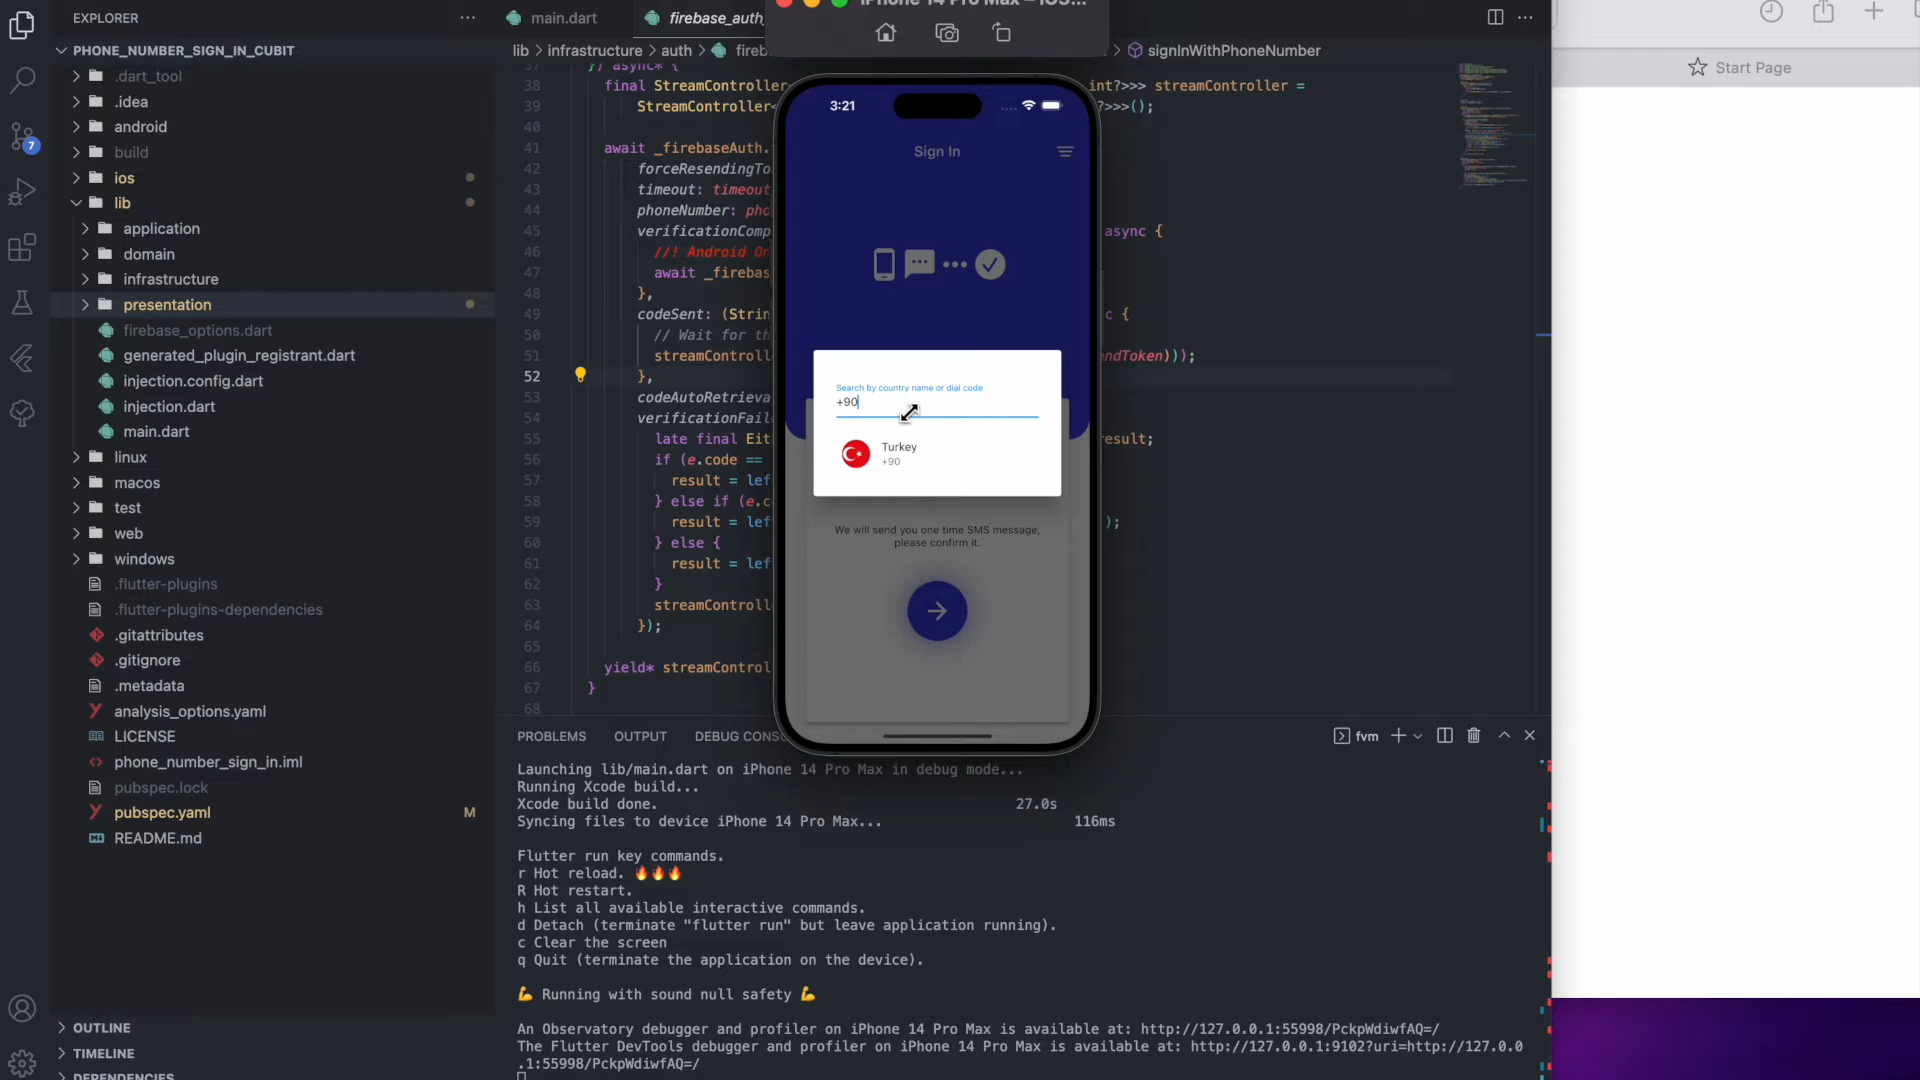 EXPLORER
PHONE_NUMBER_SIGN_IN_CUBIT
.dart_tool
.idea
android
build
ios
lib
application
domain
infrastructure
presentation
firebase_options.dart
generated_plugin_registrant.dart
injection.config.dart
injection.dart
main.dart
linux
macos
test
web
windows
.flutter-plugins
.flutter-plugins-dependencies
.gitattributes
.gitignore
.metadata
analysis_options.yaml
LICENSE
phone_number_sign_in.iml
pubspec.lock
pubspec.yaml M
README.md
OUTLINE
TIMELINE
DEPENDENCIES
7
main.dart
firebase_auth
lib > infrastructure > auth > fireb
signInWithPhoneNumber
37 }) async* {
38 final StreamController
int?>>> streamController =
39 StreamController<
?>>>();
40
41 await _firebaseAuth.
42 forceResendingTo
43 timeout: timeout
44 phoneNumber: pho
45 verificationComp
async {
46 //! Android On
47 await _firebas
48 },
49 codeSent: (Strin
c {
50 // Wait for th
51 streamControll
endToken)));
52 },
53 codeAutoRetrieva
54 verificationFail
55 late final Eit
result;
56 if (e.code ==
57 result = lef
58 } else if (e.c
59 result = lef
);
60 } else {
61 result = lef
62 }
63 streamControll
64 });
65
66 yield* streamControl
67 }
68
iPhone 14 Pro Max – iOS...
3:21
Sign In
Search by country name or dial code
+90
Turkey
+90
We will send you one time SMS message,
please confirm it.
PROBLEMS OUTPUT DEBUG CONS
fvm
Launching lib/main.dart on iPhone 14 Pro Max in debug mode...
Running Xcode build...
Xcode build done. 27.0s
Syncing files to device iPhone 14 Pro Max... 116ms
Flutter run key commands.
r Hot reload. 🔥🔥🔥
R Hot restart.
h List all available interactive commands.
d Detach (terminate "flutter run" but leave application running).
c Clear the screen
q Quit (terminate the application on the device).
💪 Running with sound null safety 💪
An Observatory debugger and profiler on iPhone 14 Pro Max is available at: http://127.0.0.1:55998/PckpWdiwfAQ=/
The Flutter DevTools debugger and profiler on iPhone 14 Pro Max is available at: http://127.0.0.1:9102?uri=http://127.0.0
.1:55998/PckpWdiwfAQ=/
Start Page